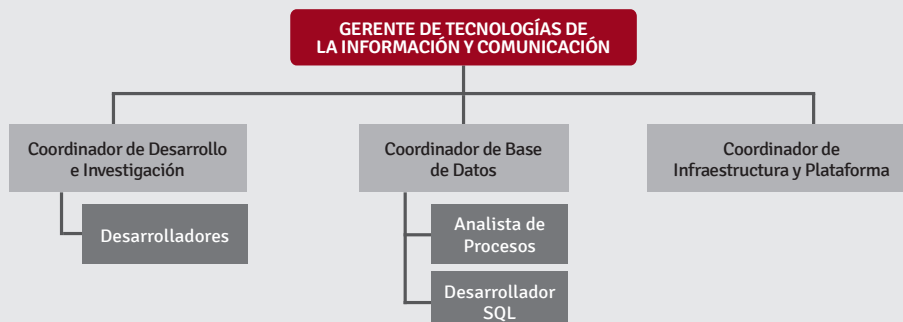 GERENTE DE TECNOLOGÍAS DE
LA INFORMACIÓN Y COMUNICACIÓN
Coordinador de Desarrollo
e Investigación
Desarrolladores
Coordinador de Base
de Datos
Analista de
Procesos
Desarrollador
SQL
Coordinador de
Infraestructura y Plataforma